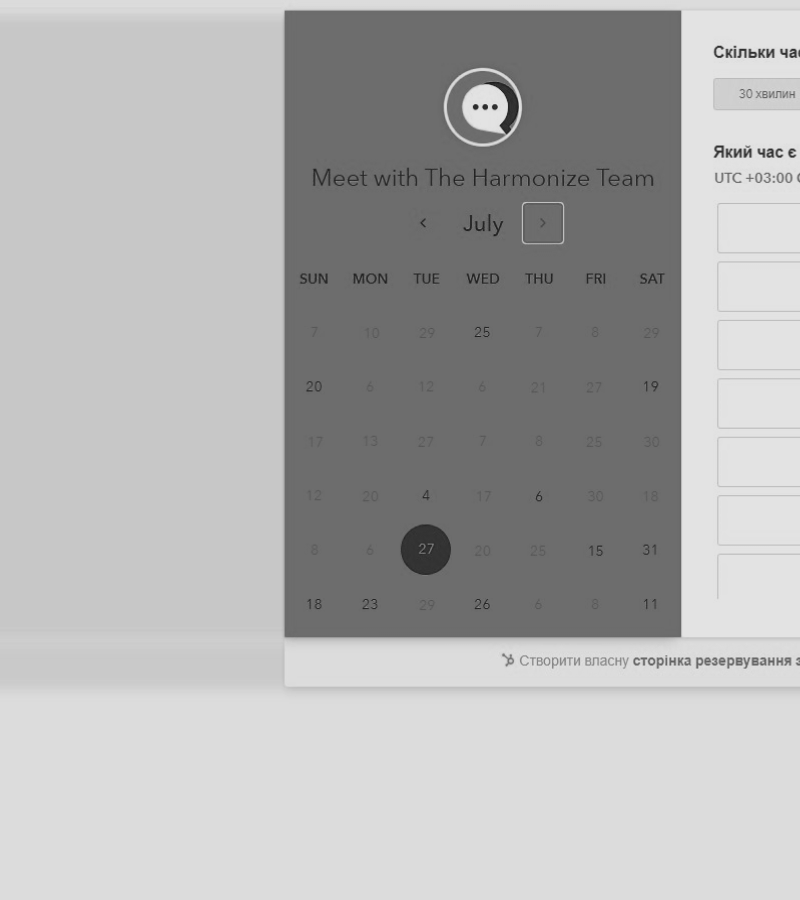 Meet with The Harmonize Team
July
SUN MON TUE WED THU FRI SAT
7 10 29 25 7 8 29
20 6 12 6 21 27 19
17 13 27 7 8 25 30
12 20 4 17 6 30 18
8 6 27 20 25 15 31
18 23 29 26 6 8 11
Скільки час
30 хвилин
Який час є
UTC +03:00
Створити власну сторінка резервування з